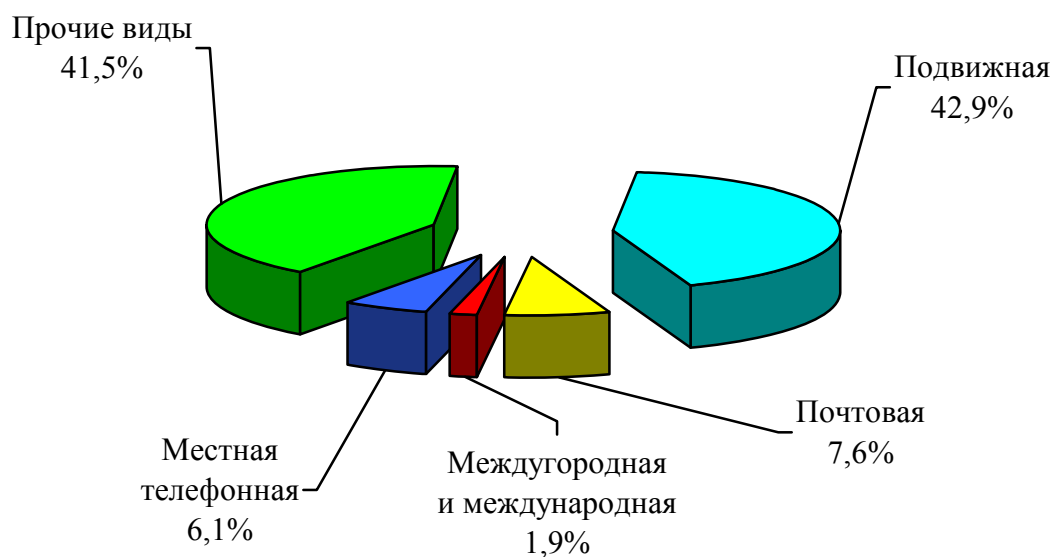 Прочие виды
41,5%
Подвижная
42,9%
Почтовая
7,6%
Местная
телефонная
6,1%
Междугородная
и международная
1,9%